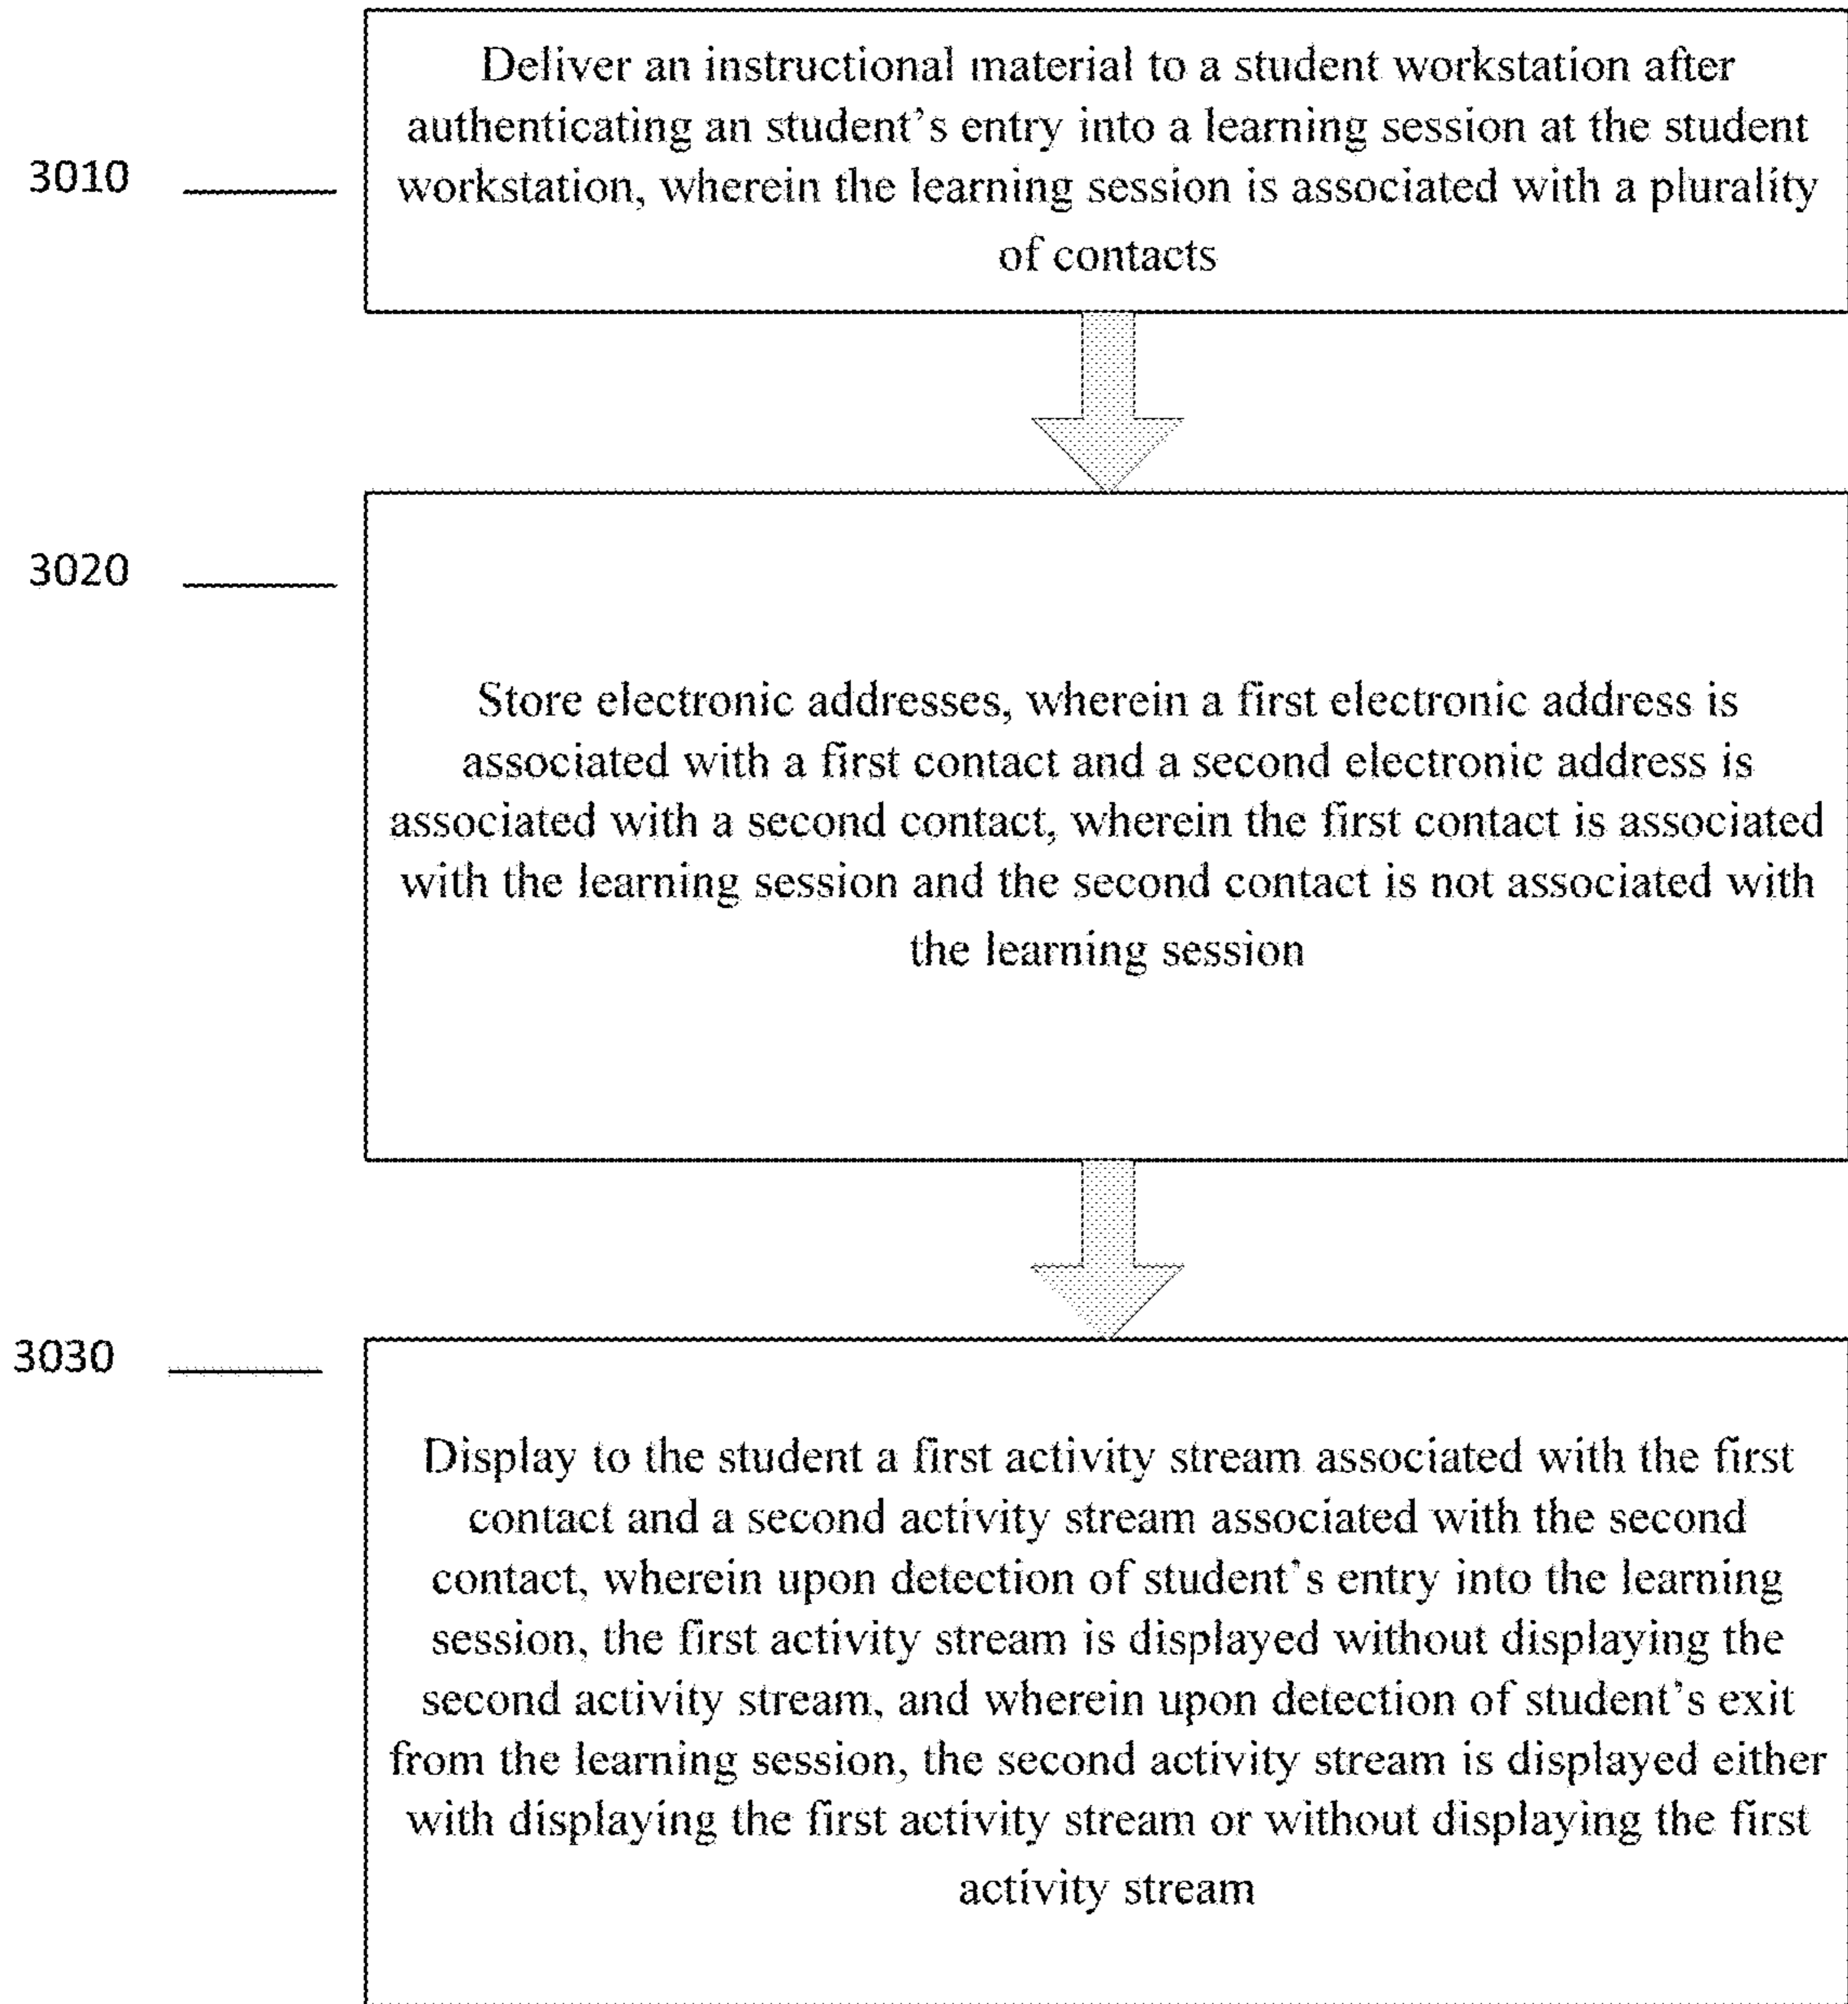 Deliver an instructional material to a student workstation after
authenticating an student's entry into a learning session at the student
3010
workstation, wherein the learning session is associated with a plurality
of contacts
3020
Store electronic addresses, wherein a first electronic address is
associated with a first contact and a second electronic address is
associated with a second contact, wherein the first contact is associated
with the learning session and the second contact is not associated with
the learning session
3030
Display to the student a first activity stream associated with the first
contact and a second activity stream associated with the second
contact, wherein upon detection of student's entry into the learning
session, the first activity stream is displayed without displaying the
second activity stream, and wherein upon detection of student's exit
from the learning session, the second activity stream is displayed either
with displaying the first activity stream or without displaying the first
activity stream